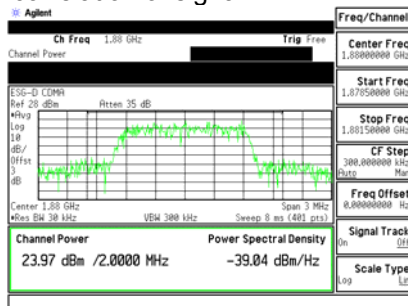 Agilent
Freq/Channel
Ch Freq 1.88 GHz Trig Free
Channel Power
Center Freq
1.88000000 GHz
Start Freq
1.87850000 GHz
Stop Freq
1.88150000 GHz
CF Step
300.000000 kHz
Auto Man
Freq Offset
0.00000000 Hz
Signal Track
On Off
Scale Type
Log Lin
ESG-D CDMA
Ref 28 dBm Atten 35 dB
#Avg
Log
10
dB/
Offst
3
dB
Center 1.88 GHz Span 3 MHz
#Res BW 30 kHz VBW 300 kHz Sweep 8 ms (401 pts)
Channel Power Power Spectral Density
23.97 dBm /2.0000 MHz -39.04 dBm/Hz